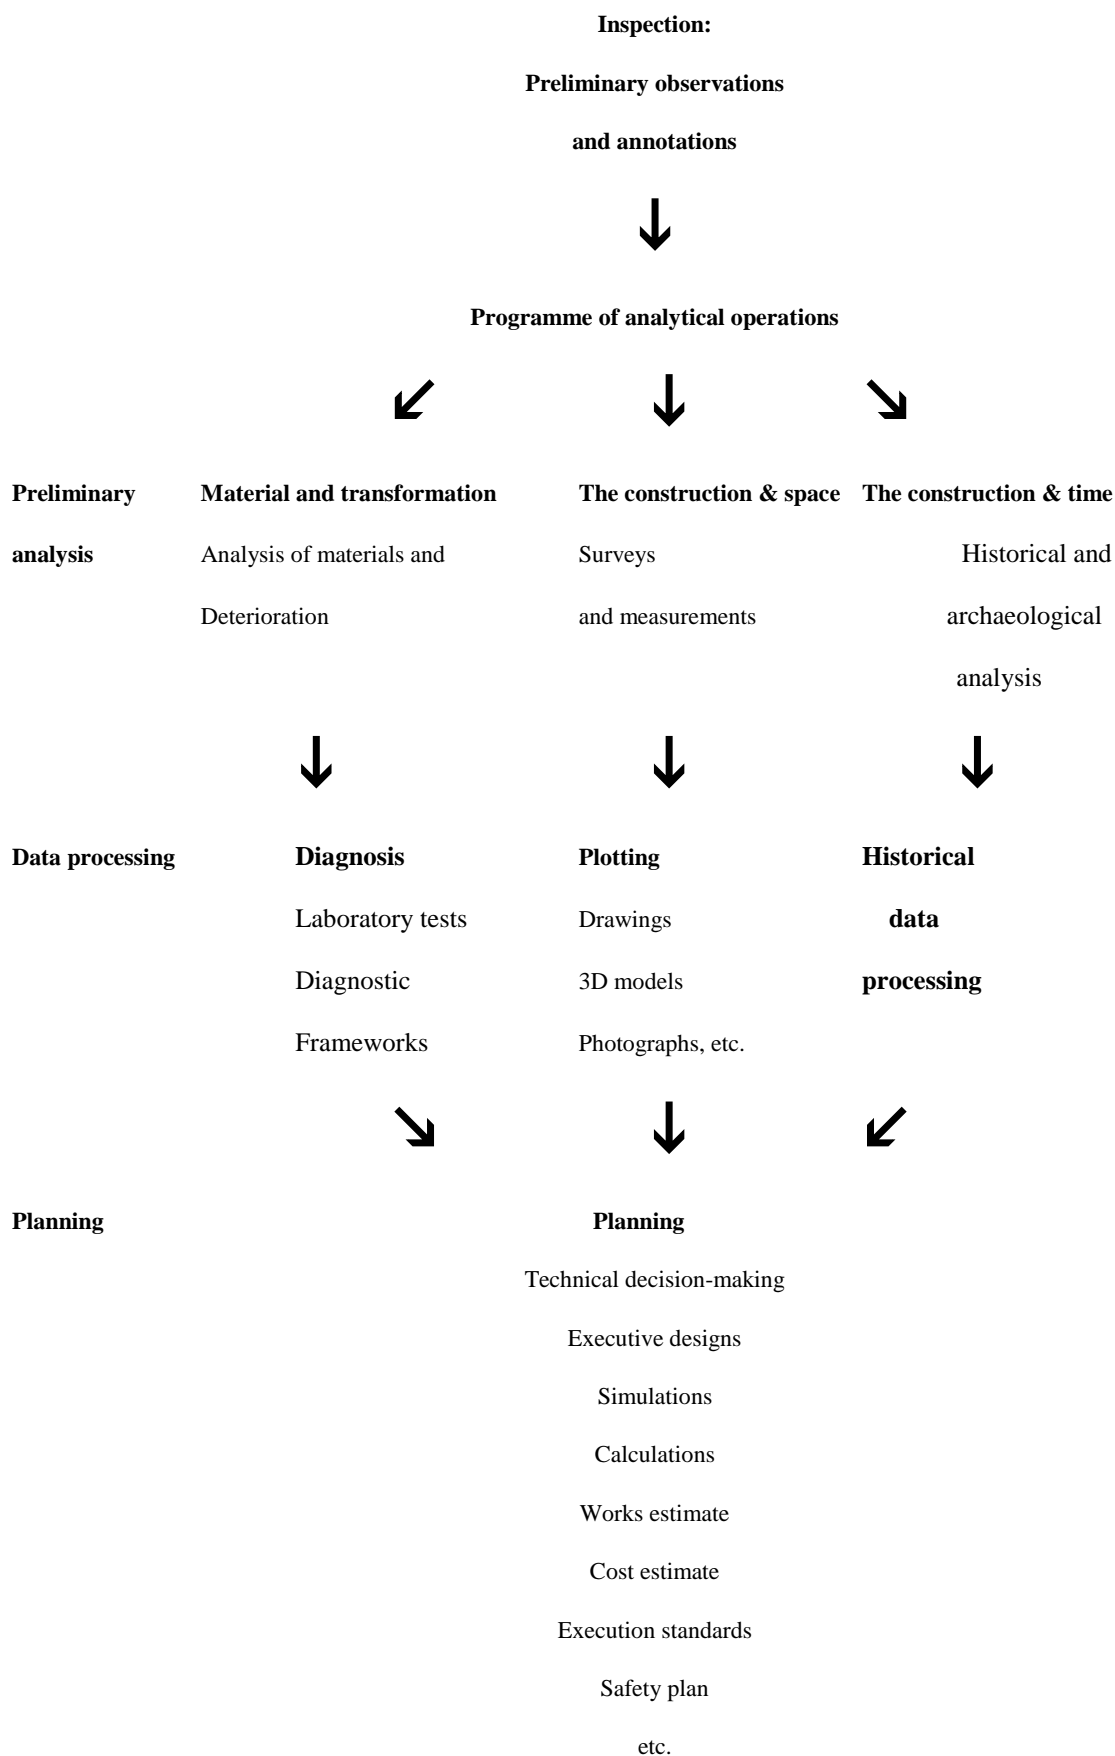 Inspection:
Preliminary observations
and annotations
Programme of analytical operations
Preliminary Material and transformation The construction & space The construction & time
analysis Analysis of materials and Surveys Historical and
Deterioration and measurements archaeological
analysis
Data processing Diagnosis Plotting Historical
Laboratory tests Drawings data
Diagnostic 3D models processing
Frameworks Photographs, etc.
Planning Planning
Technical decision-making
Executive designs
Simulations
Calculations
Works estimate
Cost estimate
Execution standards
Safety plan
etc.